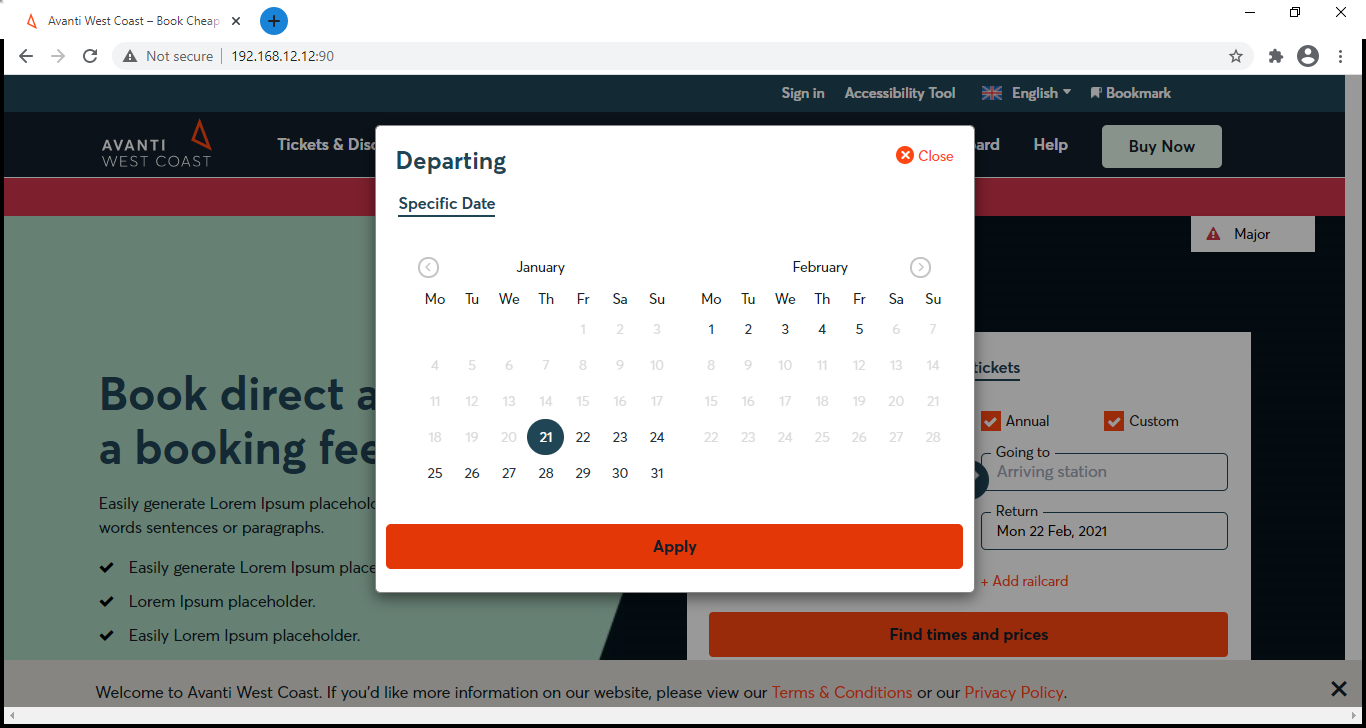 Avanti West Coast – Book Cheap
Not secure | 192.168.12.12:90
Sign in Accessibility Tool English Bookmark
AVANTI
WEST COAST
Tickets & Disc
ard Help Buy Now
Departing
Close
Specific Date
Major
January February
Mo Tu We Th Fr Sa Su Mo Tu We Th Fr Sa Su
1 2 3 1 2 3 4 5 6 7
4 5 6 7 8 9 10 8 9 10 11 12 13 14
11 12 13 14 15 16 17 15 16 17 18 19 20 21
18 19 20 21 22 23 24 22 23 24 25 26 27 28
25 26 27 28 29 30 31
Apply
Book direct a
a booking fee
Easily generate Lorem Ipsum placehold
words sentences or paragraphs.
Easily generate Lorem Ipsum place
Lorem Ipsum placeholder.
Easily Lorem Ipsum placeholder.
tickets
Annual Custom
Going to
Arriving station
Return
Mon 22 Feb, 2021
+ Add railcard
Find times and prices
Welcome to Avanti West Coast. If you'd like more information on our website, please view our Terms & Conditions or our Privacy Policy.